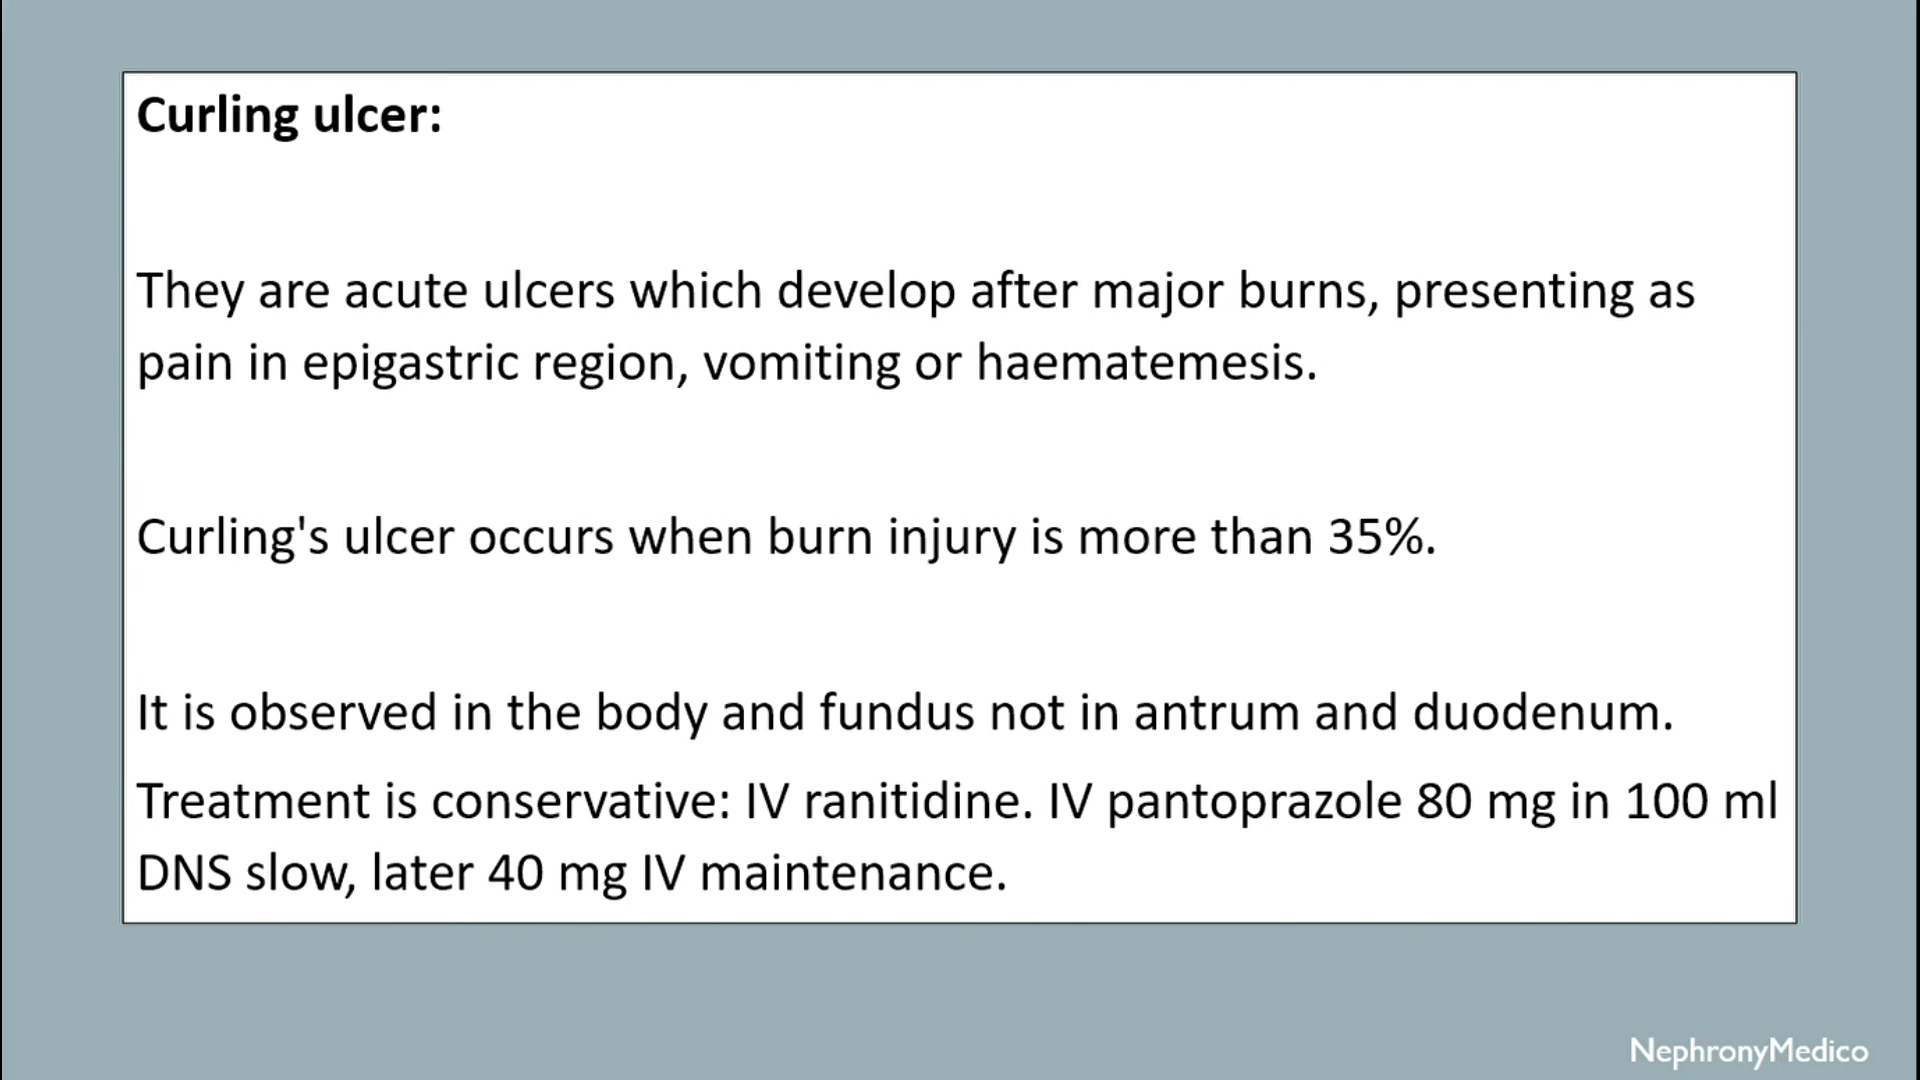 Curling ulcer:
They are acute ulcers which develop after major burns, presenting as
pain in epigastric region, vomiting or haematemesis.
Curling's ulcer occurs when burn injury is more than 35%.
It is observed in the body and fundus not in antrum and duodenum.
Treatment is conservative: IV ranitidine. IV pantoprazole 80 mg in 100 ml
DNS slow, later 40 mg IV maintenance.
NephronyMedico